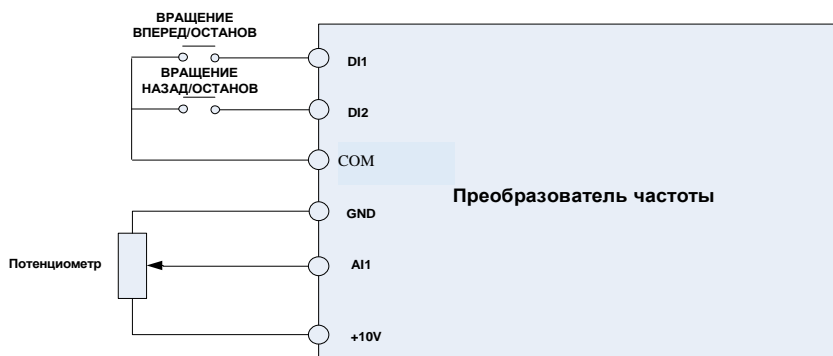 ВРАЩЕНИЕ
ВПЕРЕД/ОСТАНОВ
DI1
ВРАЩЕНИЕ
НАЗАД/ОСТАНОВ
DI2
COM
Преобразователь частоты
GND
Потенциометр
AI1
+10V